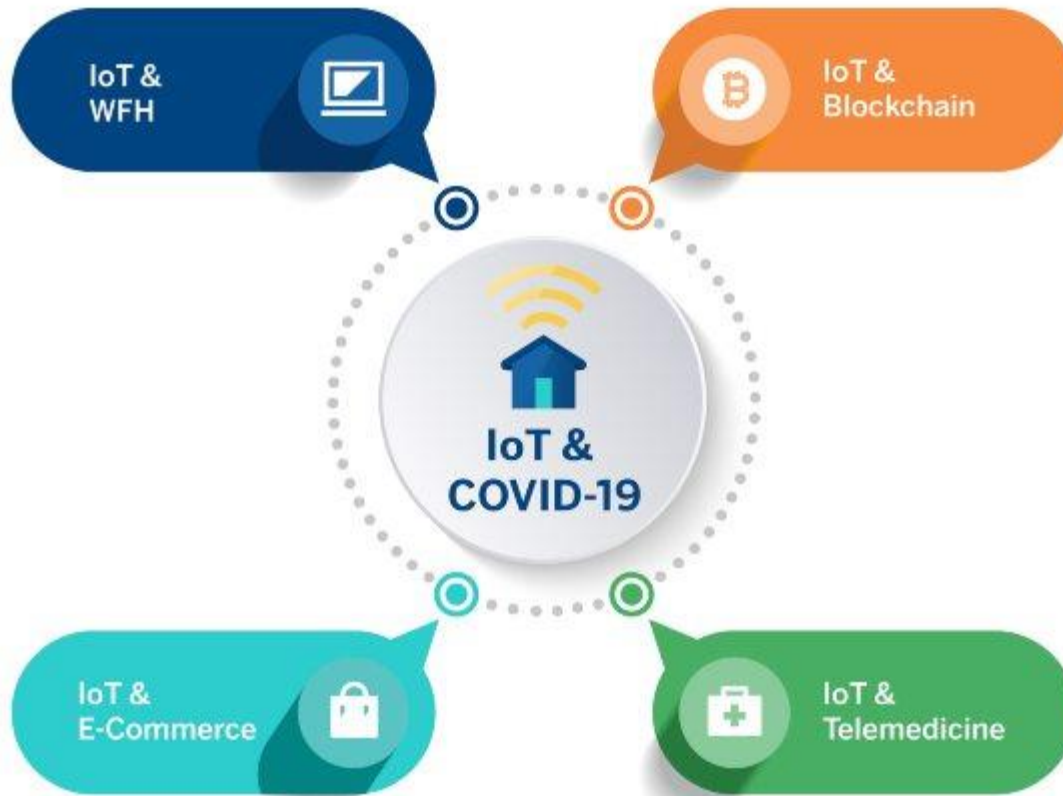 IoT &
WFH
IoT &
Blockchain
IoT &
COVID-19
IoT &
E-Commerce
IoT &
Telemedicine